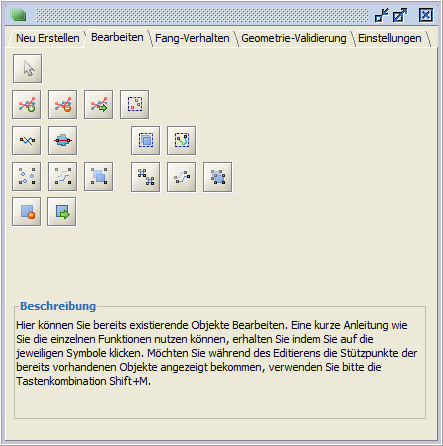 Neu Erstellen Bearbeiten Fang-Verhalten Geometrie-Validierung Einstellungen
Beschreibung
Hier können Sie bereits existierende Objekte Bearbeiten. Eine kurze Anleitung wie
Sie die einzelnen Funktionen nutzen können, erhalten Sie indem Sie auf die
jeweiligen Symbole klicken. Möchten Sie während des Editierens die Stützpunkte der
bereits vorhandenen Objekte angezeigt bekommen, verwenden Sie bitte die
Tastenkombination Shift+M.